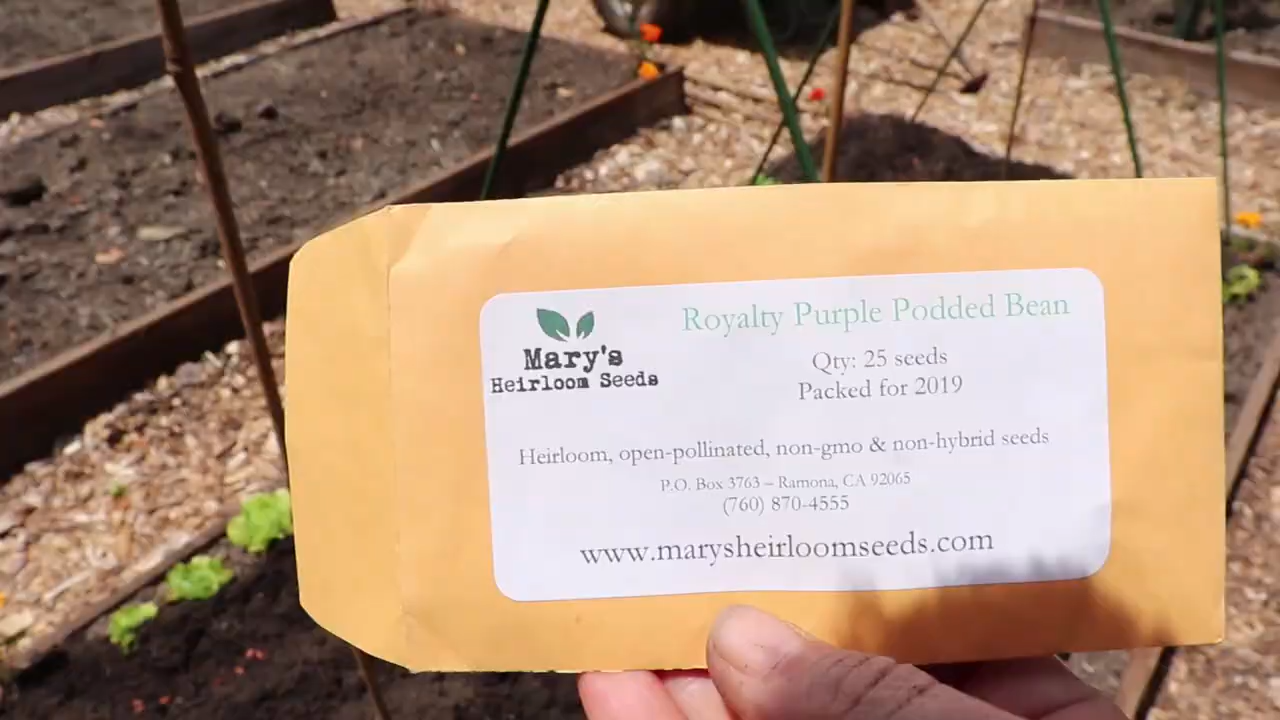 Mary's
Heirloom Seeds
Royalty Purple Podded Bean
Qty: 25 seeds
Packed for 2019
Heirloom, open-pollinated, non-gmo & non-hybrid seeds
P.O. Box 3763 – Ramona, CA 92065
(760) 870-4555
www.marysheirloomseeds.com